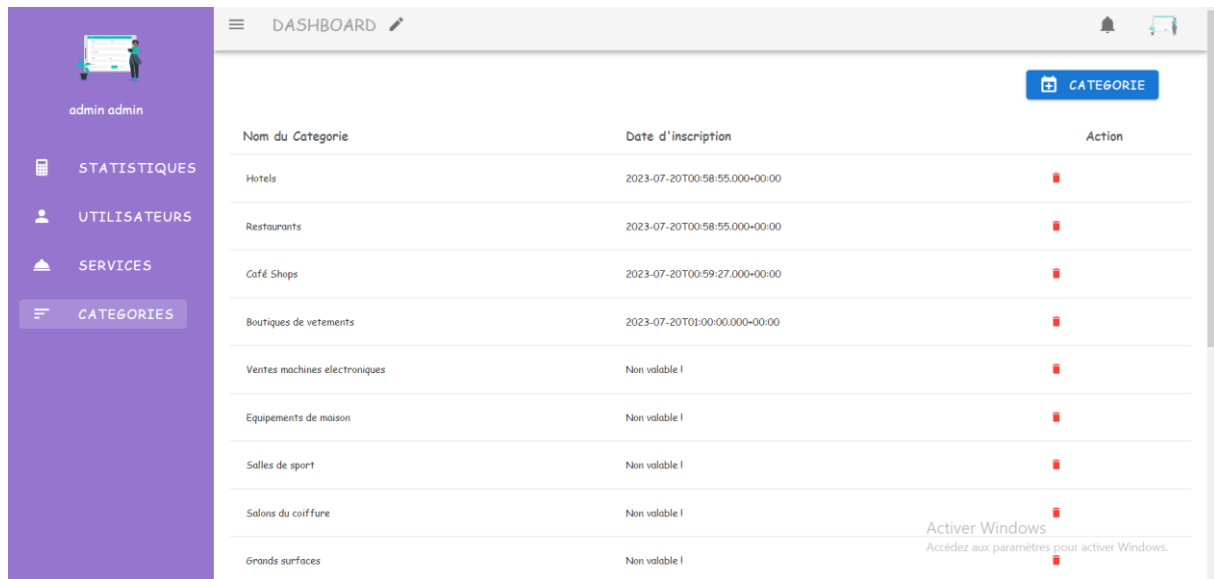 DASHBOARD
admin admin
STATISTIQUES
UTILISATEURS
SERVICES
CATEGORIES
CATEGORIE
Nom du Categorie Date d'inscription Action
Hotels 2023-07-20T00:58:55.000+00:00
Restaurants 2023-07-20T00:58:55.000+00:00
Café Shops 2023-07-20T00:59:27.000+00:00
Boutiques de vetements 2023-07-20T01:00:00.000+00:00
Ventes machines electroniques Non valable !
Equipements de maison Non valable !
Salles de sport Non valable !
Salons du coiffure Non valable !
Grands surfaces Non valable !
Activer Windows
Accédez aux paramètres pour activer Windows.